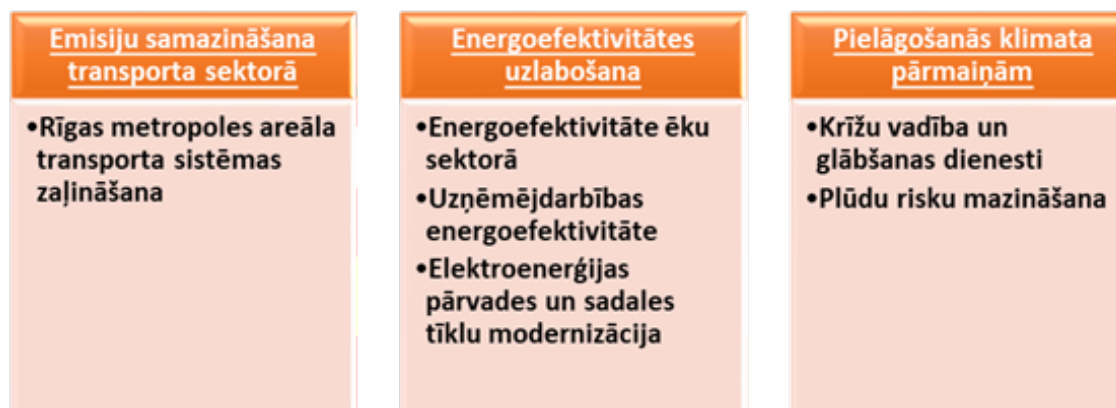 Emisiju samazināšana
transporta sektorā
•Rīgas metropoles areāla
transporta sistēmas
zaļināšana
Energoefektivitātes
uzlabošana
•Energoefektivitāte ēku
sektorā
•Uzņēmējdarbības
energoefektivitāte
•Elektroenerģijas
pārvades un sadales
tīklu modernizācija
Pielāgošanās klimata
pārmaiņām
•Krīžu vadība un
glābšanas dienesti
•Plūdu risku mazināšana